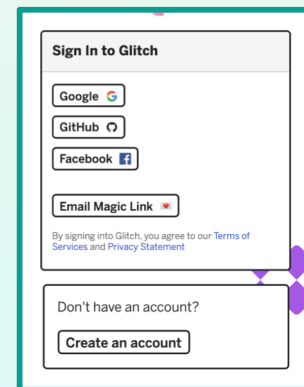 Sign In to Glitch
Google
GitHub
Facebook
Email Magic Link
By signing into Glitch, you agree to our Terms of
Services and Privacy Statement
Don't have an account?
Create an account